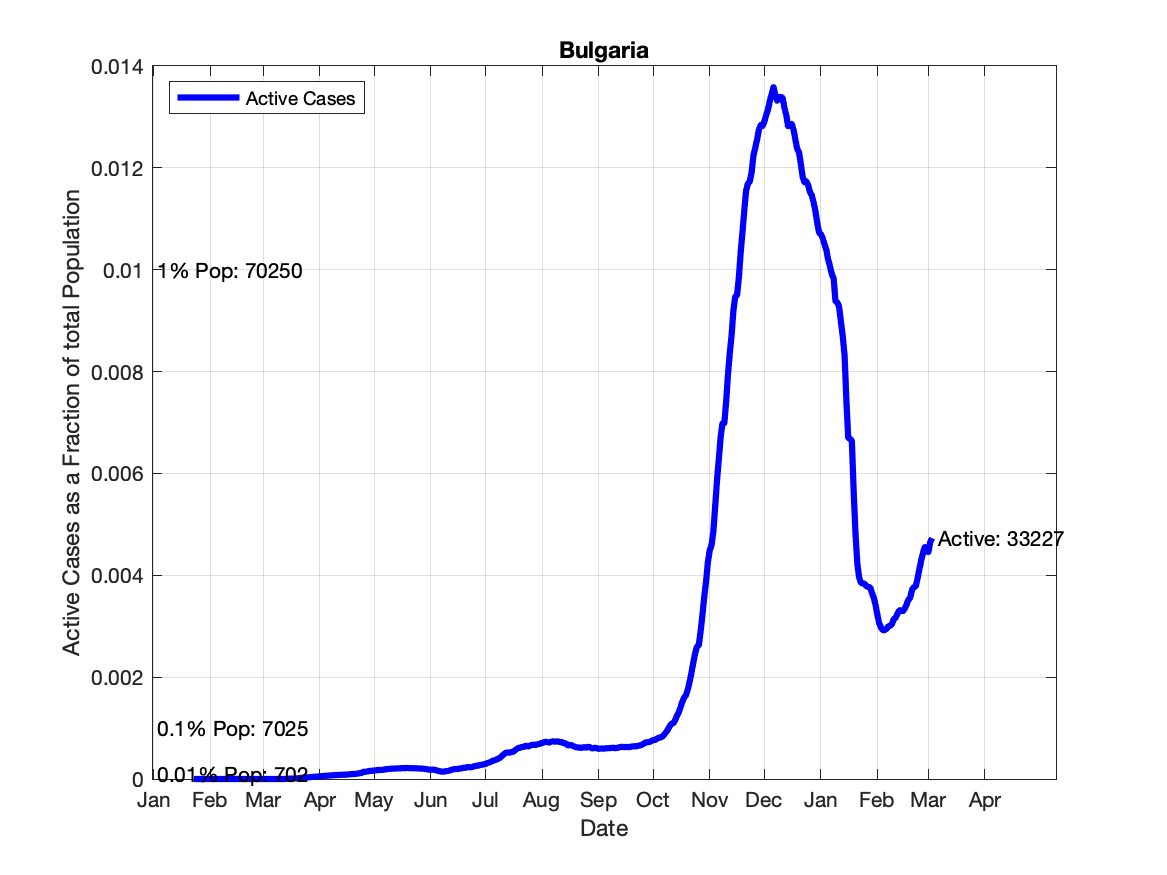 Bulgaria
0.014
Active Cases
0.012
1% Pop: 70250
0.01
0.008
0.006
Active: 33227
0.004
0.002
0.1% Pop: 7025
0.01% Pop: 702
0
Jan Feb Mar Apr May Jun Jul Aug Sep Oct Nov Dec Jan Feb Mar Apr
Date
Active Cases as a Fraction of total Population